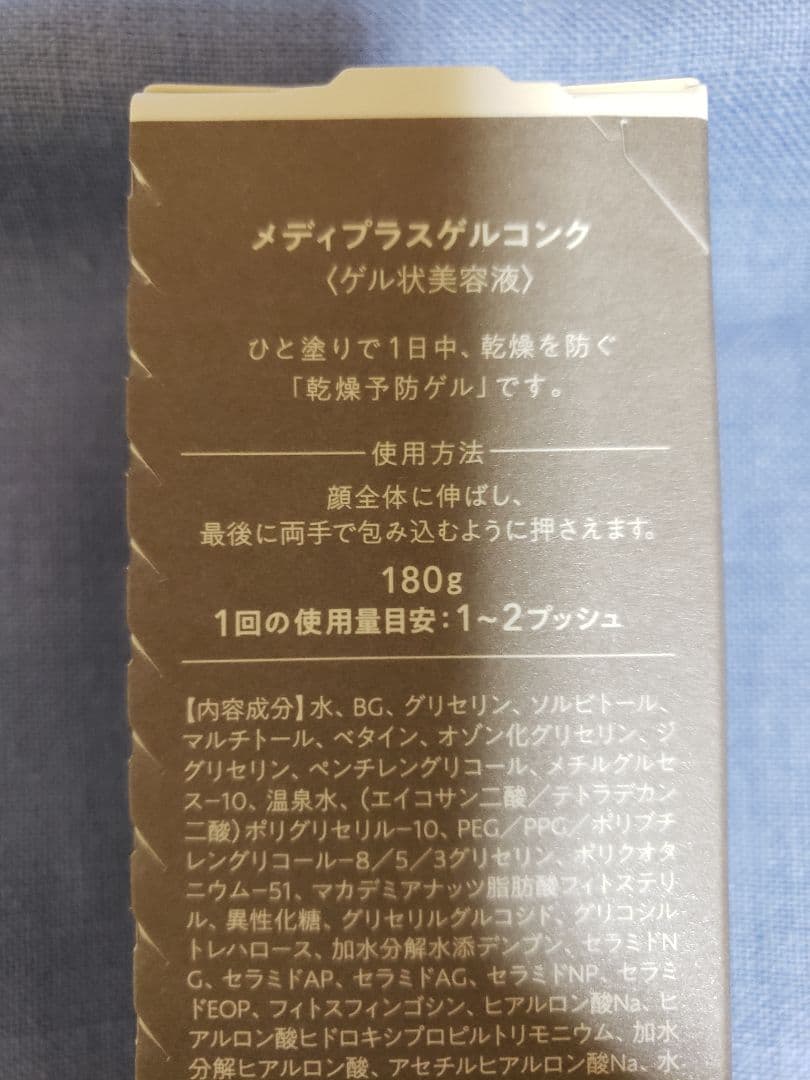 メディプラスゲルコンク
〈ゲル状美容液〉
ひと塗りで1日中、乾燥を防ぐ
「乾燥予防ゲル」です。
使用方法
顔全体に伸ばし、
最後に両手で包み込むように押さえます。
180g
1回の使用量目安：1～2プッシュ
【内容成分】水、BG、グリセリン、ソルビトール、
マルチトール、ベタイン、オゾン化グリセリン、ジ
グリセリン、ペンチレングリコール、メチルグルセ
ス−10、温泉水、（エイコサン二酸／テトラデカン
二酸）ポリグリセリル−10、PEG／PPG／ポリブチ
レングリコール−8／5／3グリセリン、ポリクオタ
ニウム−51、マカデミアナッツ脂肪酸フィトステリ
ル、異性化糖、グリセリルグルコシド、グリコシル
トレハロース、加水分解水添デンプン、セラミドN
G、セラミドAP、セラミドAG、セラミドNP、セラミ
ドEOP、フィトスフィンゴシン、ヒアルロン酸Na、ヒ
アルロン酸ヒドロキシプロピルトリモニウム、加水
分解ヒアルロン酸、アセチルヒアルロン酸Na、水